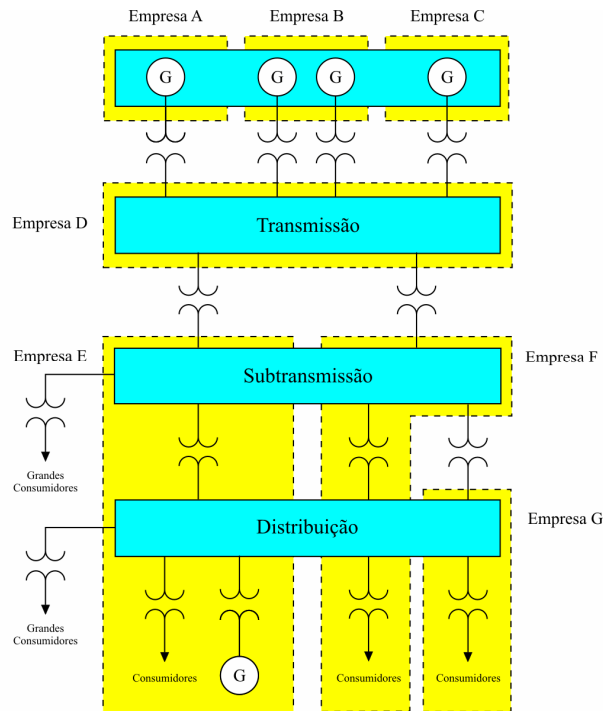 Empresa A
Empresa B
Empresa C
G
G
G
G
Empresa D
Transmissão
Empresa E
Empresa F
Subtransmissão
Grandes
Consumidores
Distribuição
Empresa G
Grandes
Consumidores
Consumidores
G
Consumidores
Consumidores